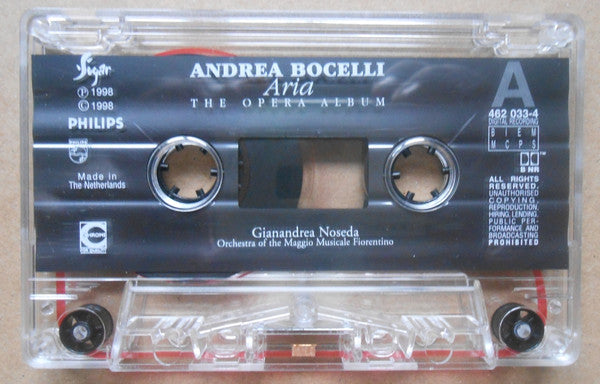 Sugar
ANDREA BOCELLI
Aria
THE OPERA ALBUM
℗ 1998
© 1998
PHILIPS
Made in
The Netherlands
CHROME
A
462 033-4
DIGITAL RECORDING
BIEM
MCPS
B NR
ALL RIGHTS
RESERVED.
UNAUTHORISED
COPYING,
REPRODUCTION,
HIRING, LENDING,
PUBLIC PER-
FORMANCE AND
BROADCASTING
PROHIBITED
Gianandrea Noseda
Orchestra of the Maggio Musicale Fiorentino